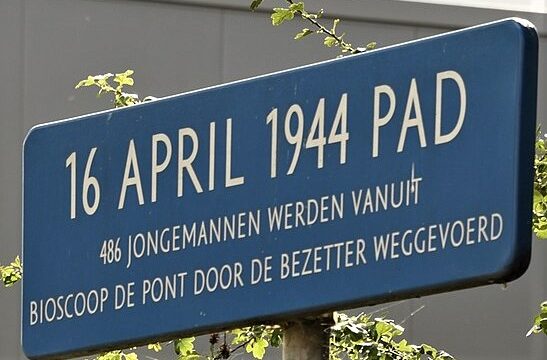 16 APRIL 1944 PAD
486 JONGEMANNEN WERDEN VANUIT
BIOSCOOP DE PONT DOOR DE BEZETTER WEGGEVOERD